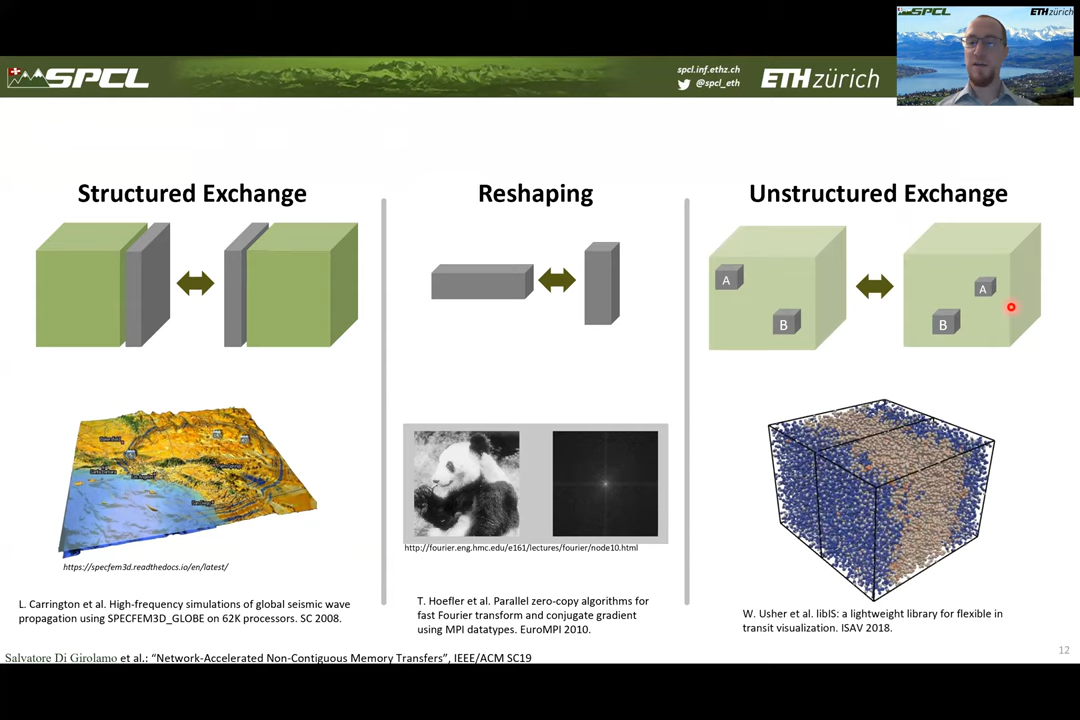 SPCL
ETHzürich
SPCL
spcl.inf.ethz.ch
@spcl_eth
ETHzürich
Structured Exchange
Reshaping
Unstructured Exchange
A
B
A
B
http://fourier.eng.hmc.edu/e161/lectures/fourier/node10.html
https://specfem3d.readthedocs.io/en/latest/
L. Carrington et al. High-frequency simulations of global seismic wave
propagation using SPECFEM3D_GLOBE on 62K processors. SC 2008.
T. Hoefler et al. Parallel zero-copy algorithms for
fast Fourier transform and conjugate gradient
using MPI datatypes. EuroMPI 2010.
W. Usher et al. libIS: a lightweight library for flexible in
transit visualization. ISAV 2018.
Salvatore Di Girolamo et al.: “Network-Accelerated Non-Contiguous Memory Transfers”, IEEE/ACM SC19
12